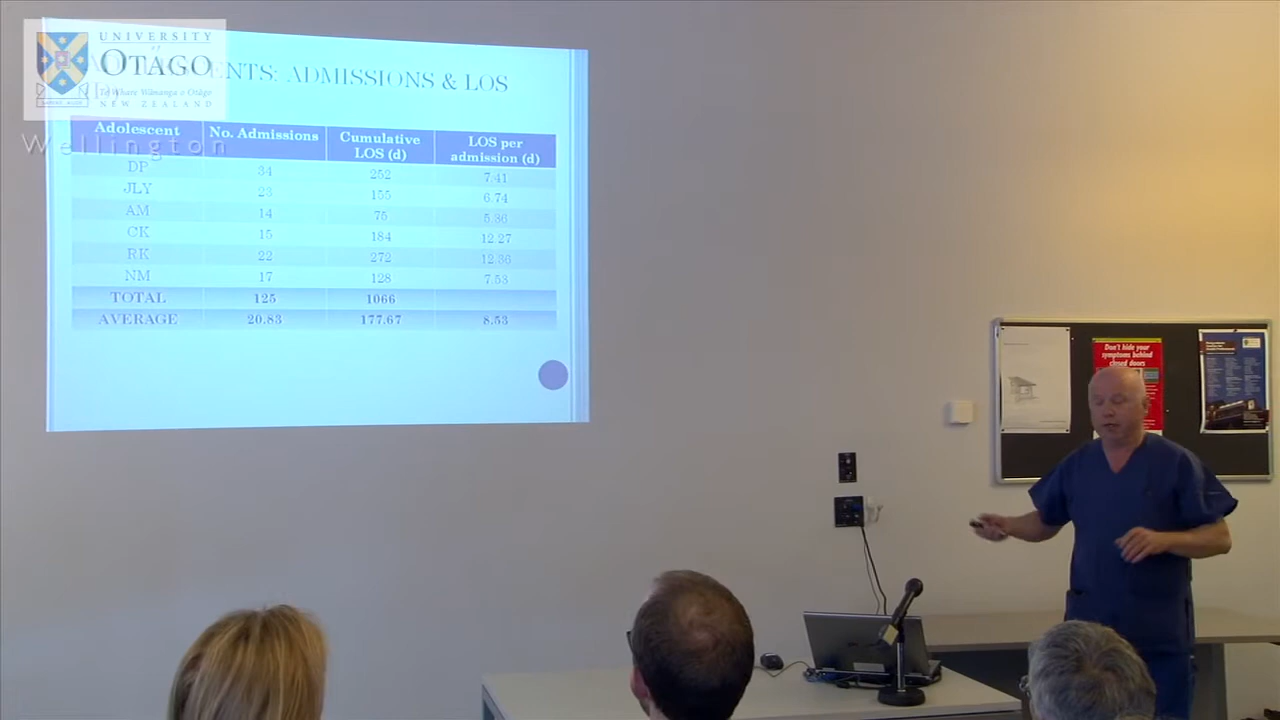 UNIVERSITY
of
OTAGO
Te Whare Wānanga o Otāgo
NEW ZEALAND
Wellington
ADMISSIONS & LOS
Adolescent No. Admissions Cumulative LOS (d) LOS per admission (d)
DP 34 252 7.41
JLY 23 155 6.74
AM 14 75 5.36
CK 15 184 12.27
RK 22 272 12.36
NM 17 128 7.53
TOTAL 125 1066
AVERAGE 20.83 177.67 8.53
Don't hide your
symptoms behind
closed doors